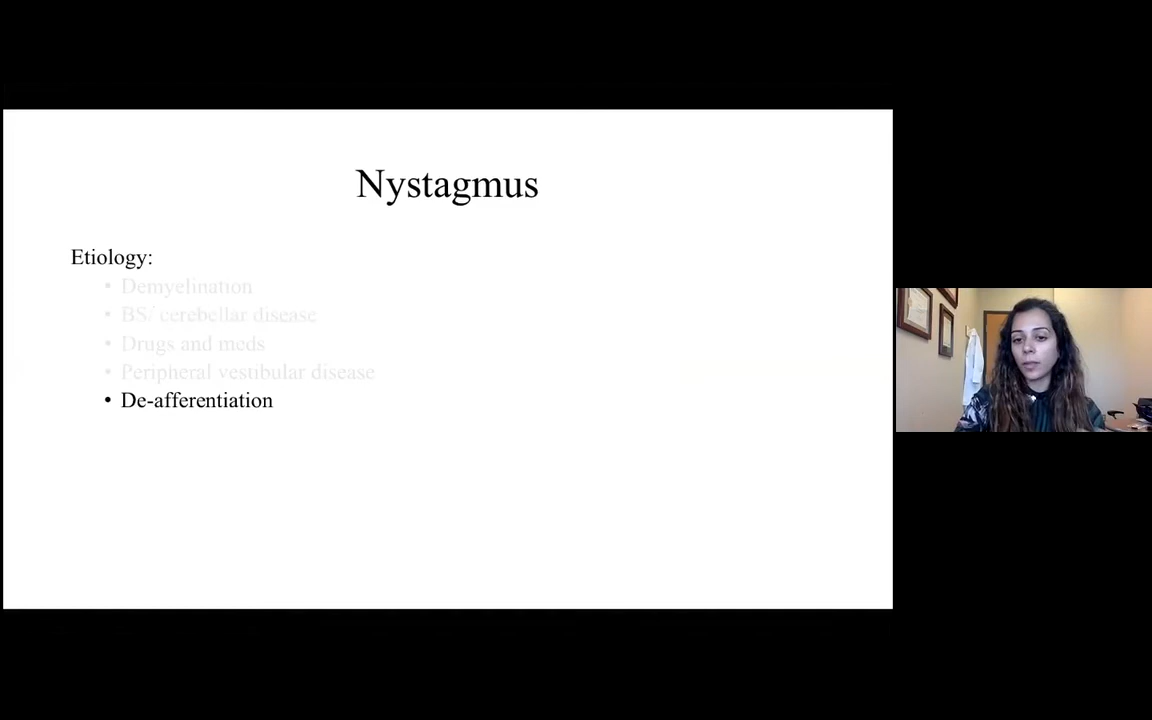 Nystagmus
Etiology:
• Demyelination
• BS/ cerebellar disease
• Drugs and meds
• Peripheral vestibular disease
• De-afferentiation